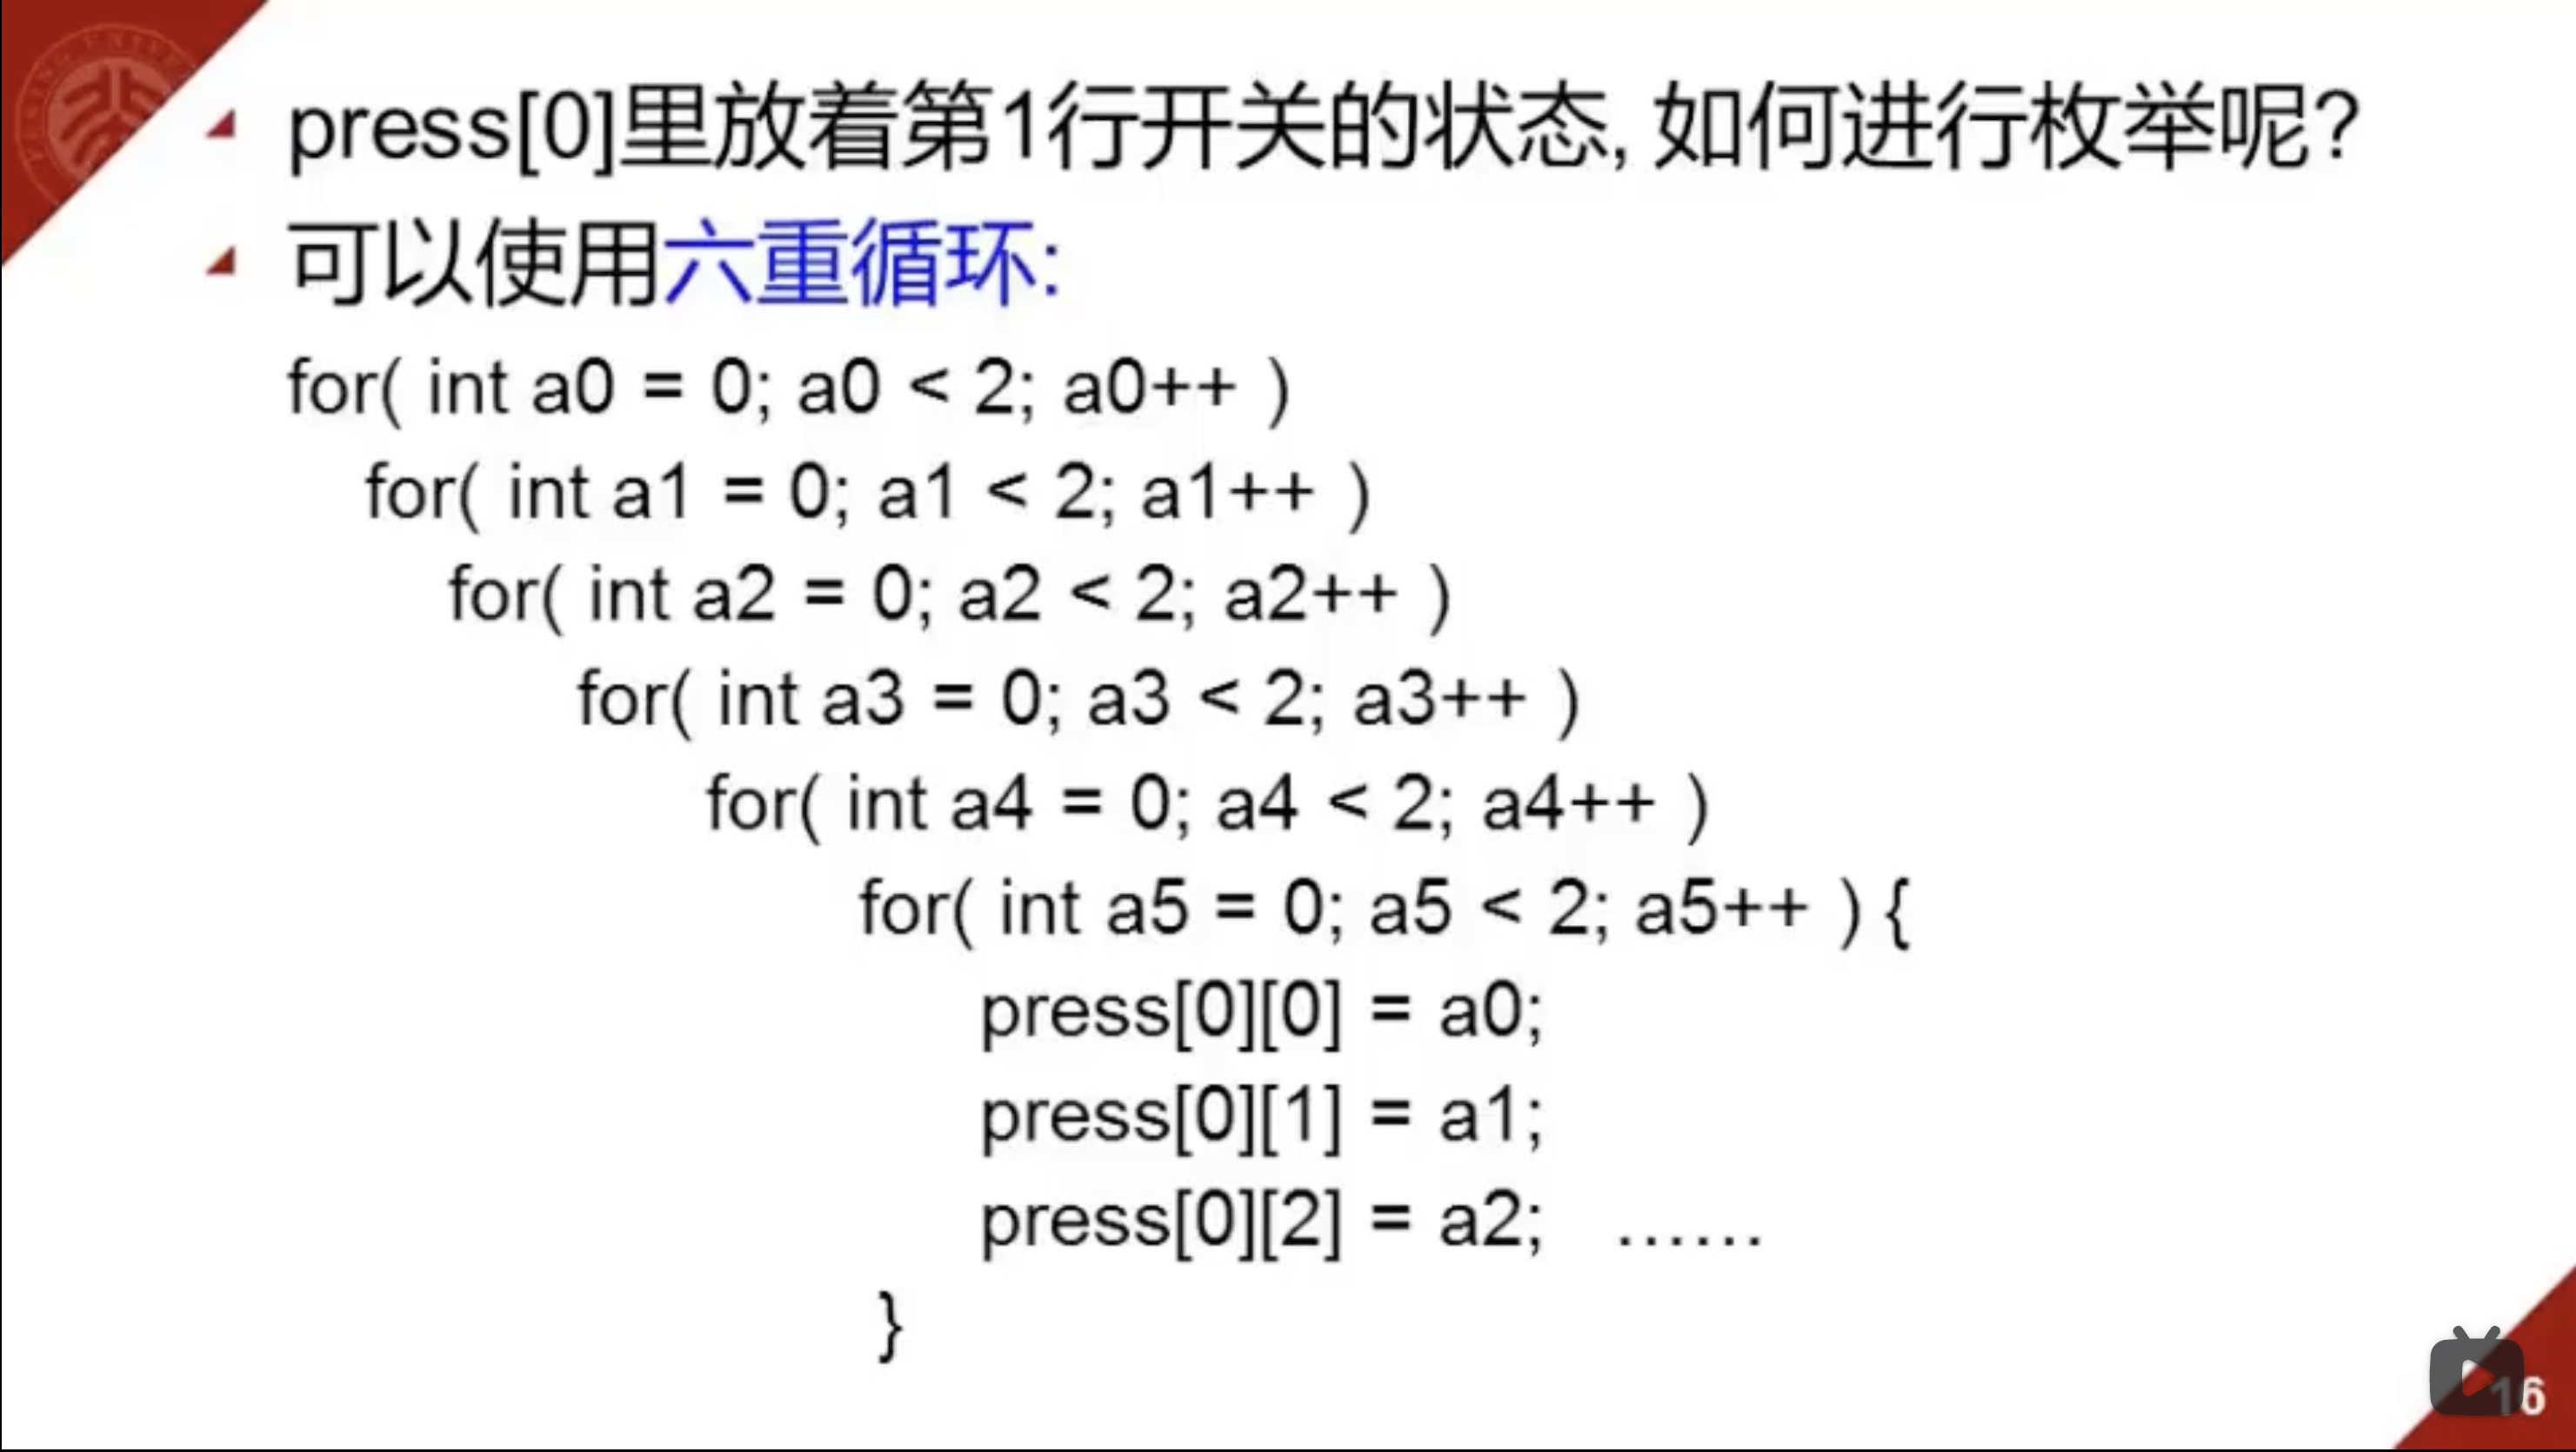 press[0]里放着第1行开关的状态, 如何进行枚举呢?
可以使用六重循环:
for( int a0 = 0; a0 < 2; a0++ )
for( int a1 = 0; a1 < 2; a1++ )
for( int a2 = 0; a2 < 2; a2++ )
for( int a3 = 0; a3 < 2; a3++ )
for( int a4 = 0; a4 < 2; a4++ )
for( int a5 = 0; a5 < 2; a5++ ) {
press[0][0] = a0;
press[0][1] = a1;
press[0][2] = a2; ......
}
16